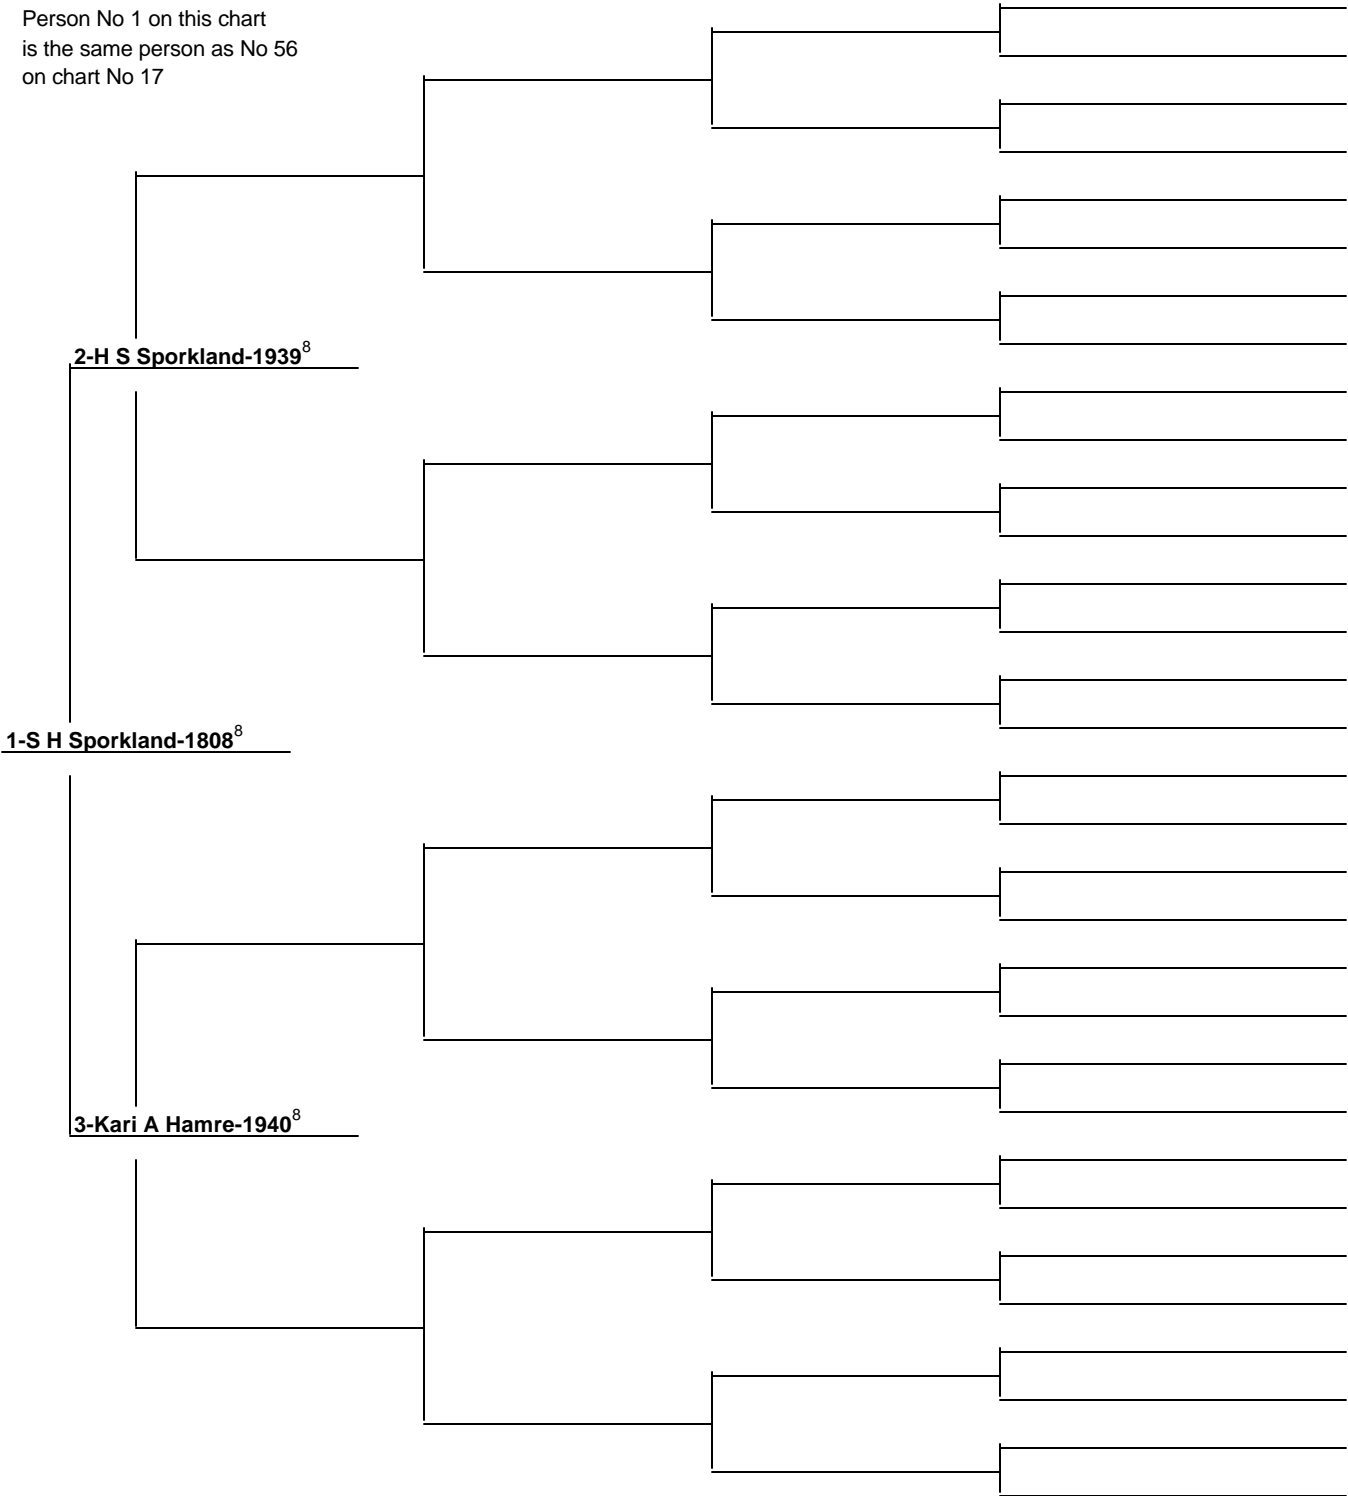 Person No 1 on this chart
is the same person as No 56
on chart No 17
2-H S Sporkland-1939⁸
1-S H Sporkland-1808⁸
3-Kari A Hamre-1940⁸